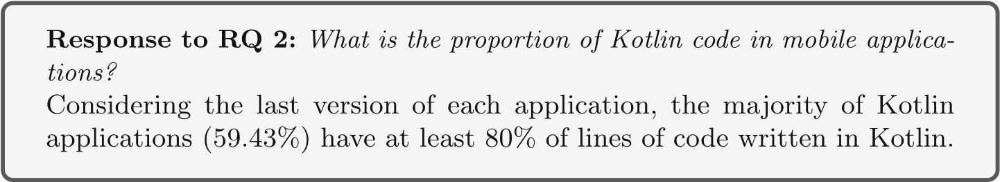 Response to RQ 2: What is the proportion of Kotlin code in mobile applica-
tions?
Considering the last version of each application, the majority of Kotlin
applications (59.43%) have at least 80% of lines of code written in Kotlin.